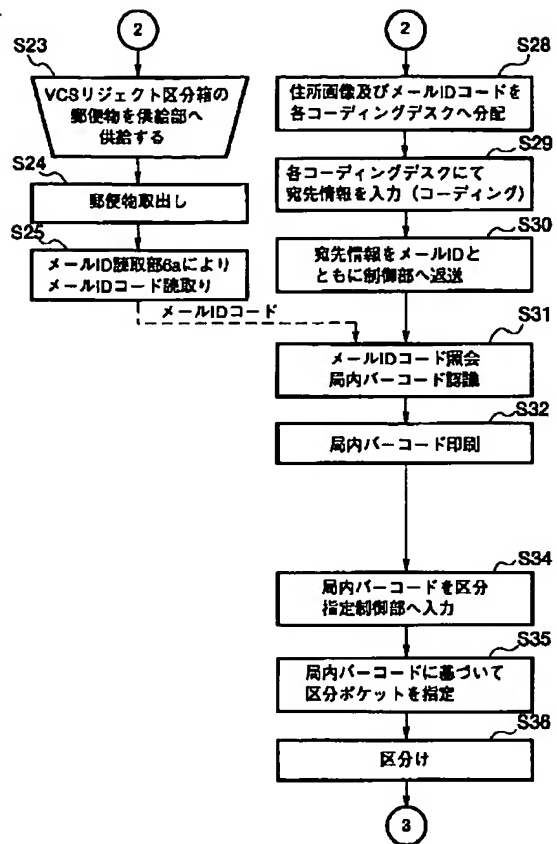 2
S23
VCSリジェクト区分箱の
郵便物を供給部へ
供給する
S24
郵便物取出し
S25
メールID読取部6aにより
メールIDコード読取り
メールIDコード
2
S28
住所画像及びメールIDコードを
各コーディングデスクへ分配
S29
各コーディングデスクにて
宛先情報を入力(コーディング)
S30
宛先情報をメールIDと
ともに制御部へ返送
S31
メールIDコード照会
局内バーコード認識
S32
局内バーコード印刷
S34
局内バーコードを区分
指定制御部へ入力
S35
局内バーコードに基づいて
区分ポケットを指定
S36
区分け
3